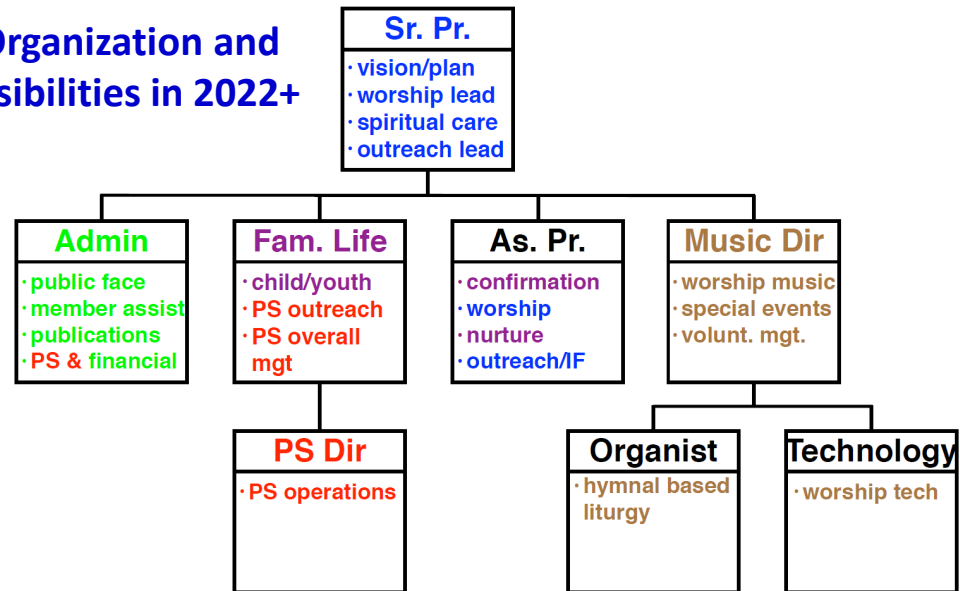 Organization and
sibilities in 2022+
Sr. Pr.
· vision/plan
· worship lead
· spiritual care
· outreach lead
Admin
· public face
· member assist
· publications
· PS & financial
Fam. Life
· child/youth
· PS outreach
· PS overall
mgt
As. Pr.
· confirmation
· worship
· nurture
· outreach/IF
Music Dir
· worship music
· special events
· volunt. mgt.
PS Dir
· PS operations
Organist
· hymnal based
liturgy
Technology
· worship tech